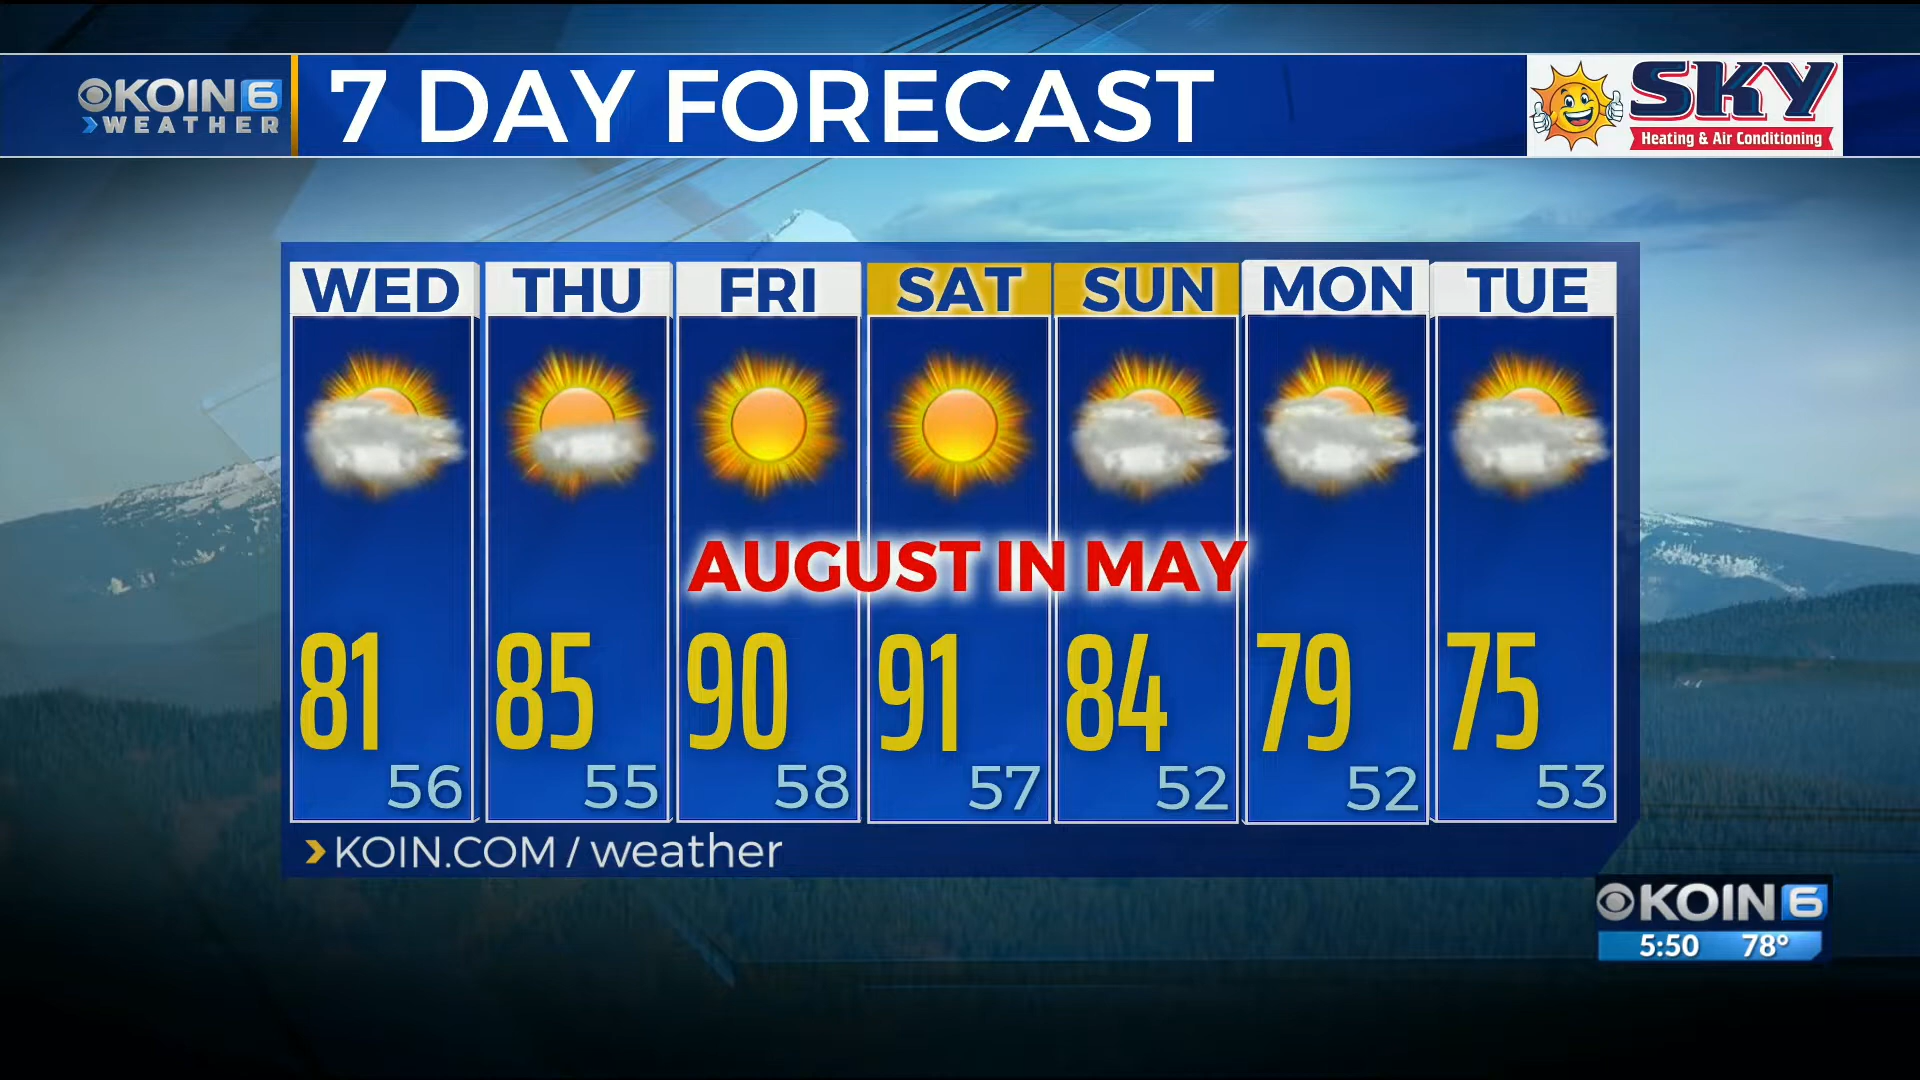 KOIN 6
WEATHER
7 DAY FORECAST
SKY
Heating & Air Conditioning
WED THU FRI SAT SUN MON TUE
AUGUST IN MAY
81 85 90 91 84 79 75
56 55 58 57 52 52 53
KOIN.COM / weather
KOIN 6
5:50 78°